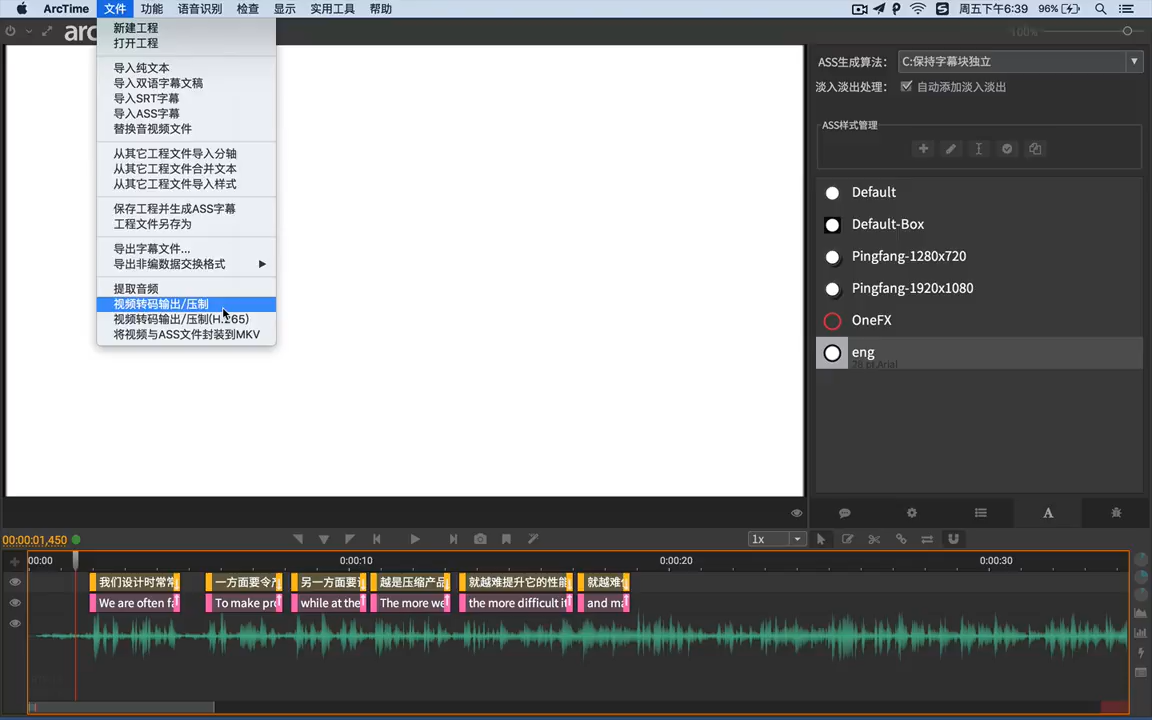 ArcTime 文件 功能 语音识别 检查 显示 实用工具 帮助 周五下午6:39 96%
arc
100%
新建工程
打开工程
导入纯文本
导入双语字幕文稿
导入SRT字幕
导入ASS字幕
替换音视频文件
从其它工程文件导入分轴
从其它工程文件合并文本
从其它工程文件导入样式
保存工程并生成ASS字幕
工程文件另存为
导出字幕文件...
导出非编数据交换格式
提取音频
视频转码输出/压制
视频转码输出/压制(H.265)
将视频与ASS文件封装到MKV
ASS生成算法: C:保持字幕块独立
淡入淡出处理: 自动添加淡入淡出
ASS样式管理
Default
Default-Box
Pingfang-1280x720
Pingfang-1920x1080
OneFX
eng
28 pt Arial
00:00:01,450
1x
00:00 0:00:10 0:00:20 0:00:30
我们设计时常常 一方面要令产 另一方面要 越是压缩产品 就越难提升它的性能 就越难
We are often fa To make pro while at the The more we the more difficult i and ma